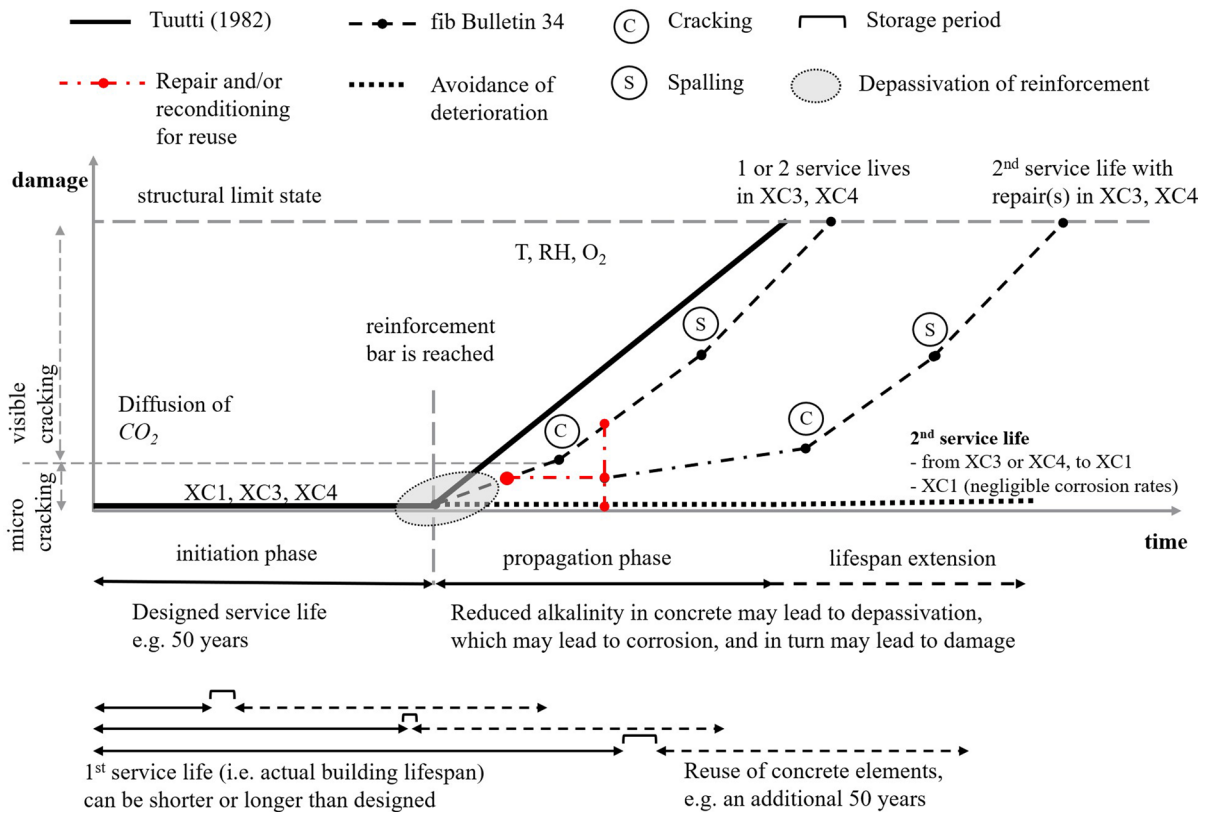 Tuutti (1982)
fib Bulletin 34
C
Cracking
Storage period
Repair and/or
reconditioning
for reuse
Avoidance of
deterioration
S
Spalling
Depassivation of reinforcement
damage
structural limit state
1 or 2 service lives
in XC3, XC4
2nd service life with
repair(s) in XC3, XC4
T, RH, O2
reinforcement
bar is reached
S
S
visible
cracking
Diffusion of
CO2
C
C
2nd service life
- from XC3 or XC4, to XC1
- XC1 (negligible corrosion rates)
micro
cracking
XC1, XC3, XC4
time
initiation phase
propagation phase
lifespan extension
Designed service life
e.g. 50 years
Reduced alkalinity in concrete may lead to depassivation,
which may lead to corrosion, and in turn may lead to damage
1st service life (i.e. actual building lifespan)
can be shorter or longer than designed
Reuse of concrete elements,
e.g. an additional 50 years